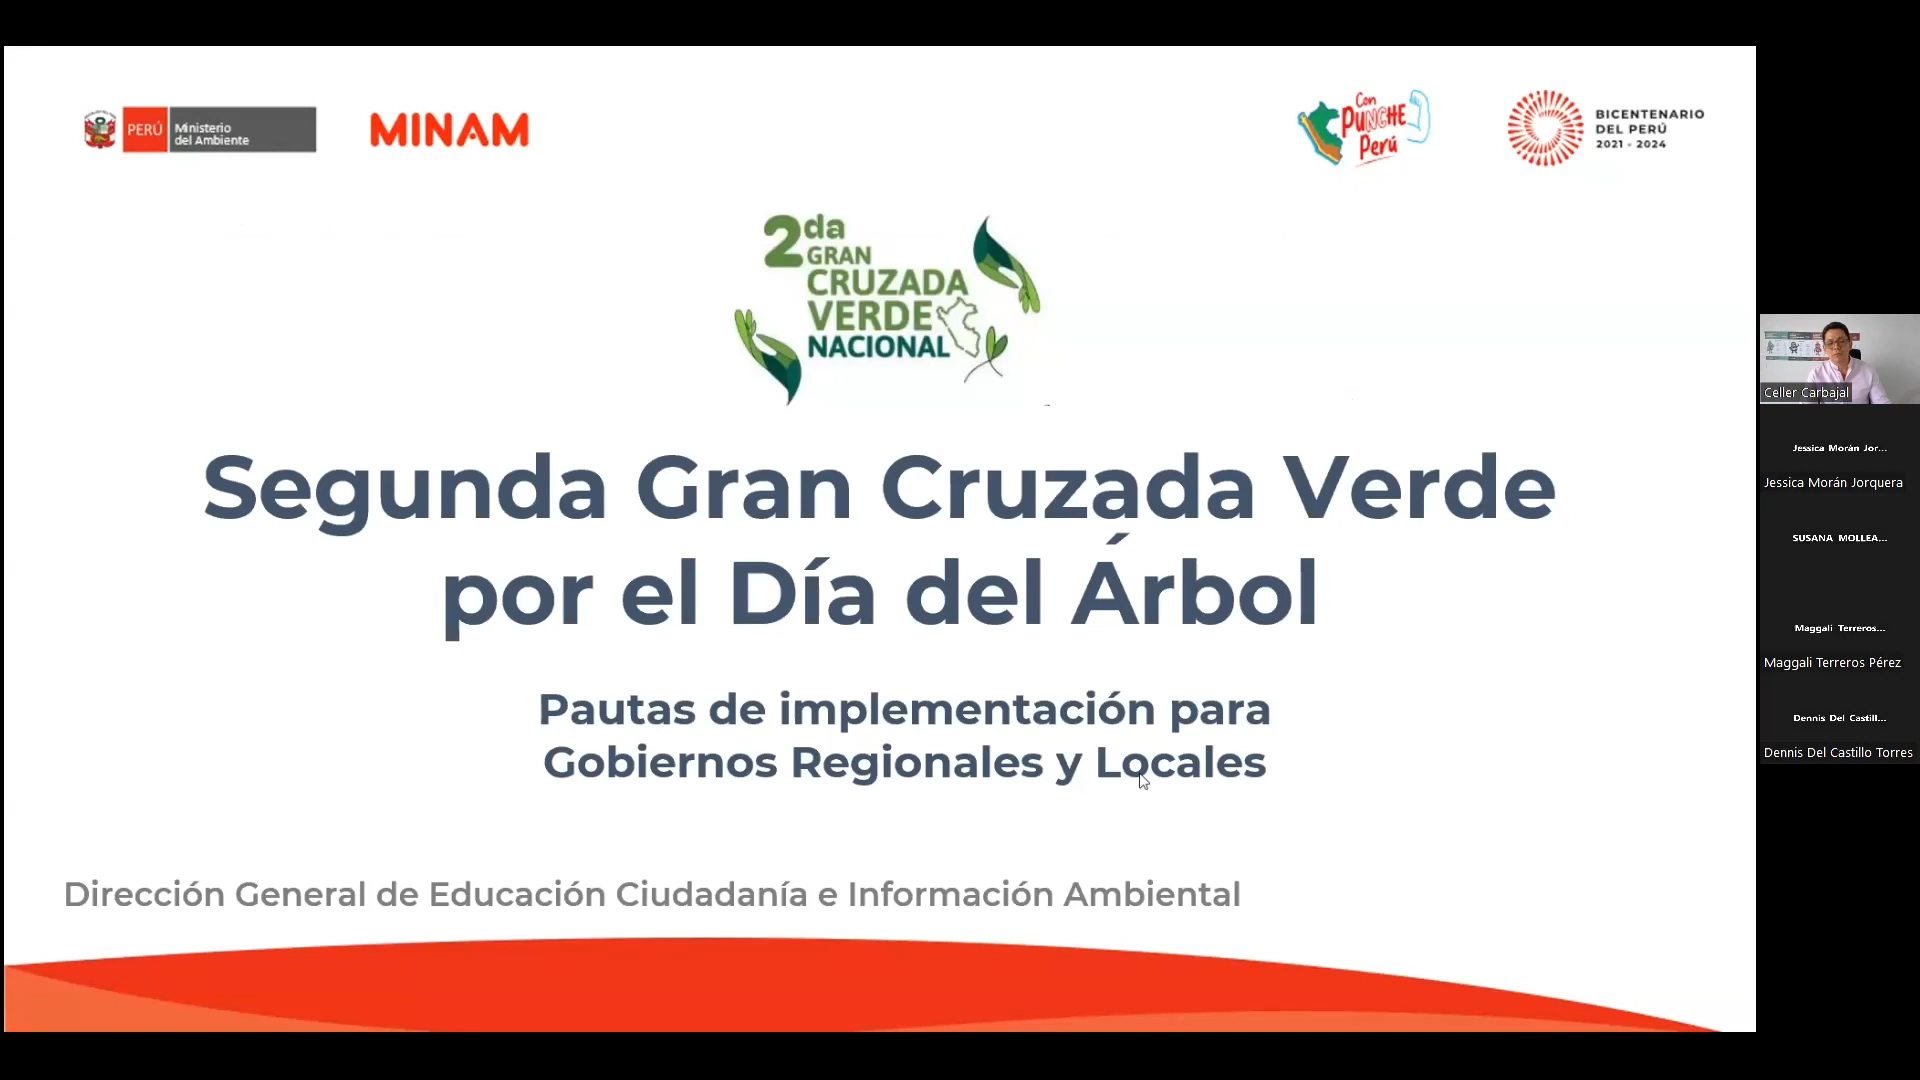 PERÚ
Ministerio
del Ambiente
MINAM
Con
PUNCHE
Perú
BICENTENARIO
DEL PERÚ
2021 - 2024
2da
GRAN
CRUZADA
VERDE
NACIONAL
Segunda Gran Cruzada Verde
por el Día del Árbol
Pautas de implementación para
Gobiernos Regionales y Locales
Dirección General de Educación Ciudadanía e Información Ambiental
Celler Carbajal
Jessica Morán Jor...
Jessica Morán Jorquera
SUSANA MOLLEA...
Maggali Terreros...
Maggali Terreros Pérez
Dennis Del Castill...
Dennis Del Castillo Torres